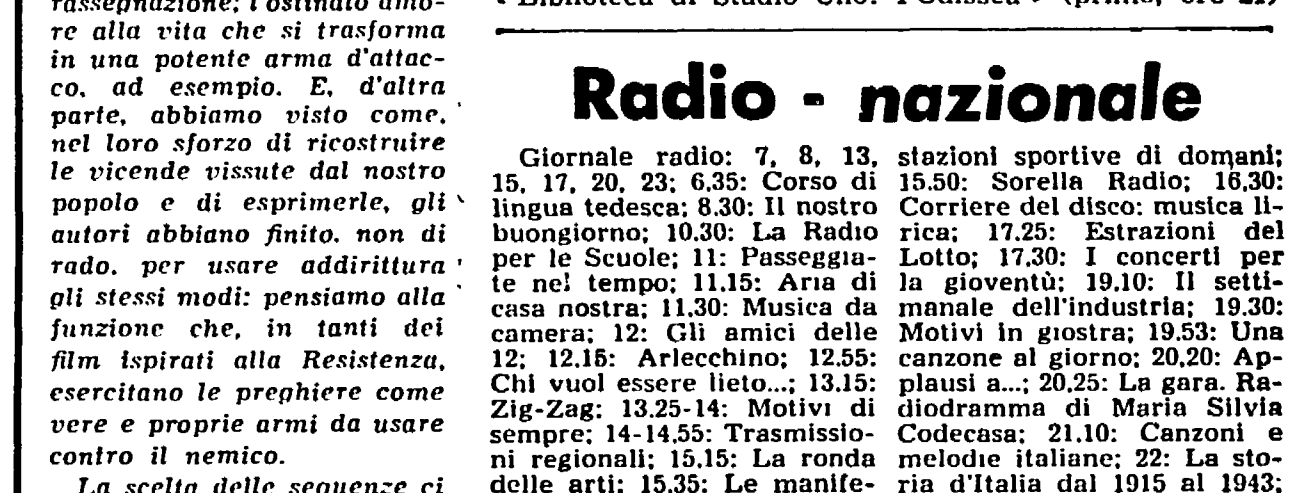 rassegnazione; l'ostinato amo-
re alla vita che si trasforma
in una potente arma d'attac-
co, ad esempio. E, d'altra
parte, abbiamo visto come,
nel loro sforzo di ricostruire
le vicende vissute dal nostro
popolo e di esprimerle, gli
autori abbiano finito, non di
rado, per usare addirittura
gli stessi modi: pensiamo alla
funzione che, in tanti dei
film ispirati alla Resistenza,
esercitano le preghiere come
vere e proprie armi da usare
contro il nemico.
La scelta delle sequenze ci
« Biblioteca di Studio Uno: l'Odissea » (primo, ore 21)
Radio - nazionale
Giornale radio: 7, 8, 13,
15, 17, 20, 23; 6,35: Corso di
lingua tedesca; 8.30: Il nostro
buongiorno; 10.30: La Radio
per le Scuole; 11: Passeggia-
te nel tempo; 11.15: Aria di
casa nostra; 11.30: Musica da
camera; 12: Gli amici delle
12; 12.15: Arlecchino; 12.55:
Chi vuol essere lieto...; 13.15:
Zig-Zag; 13.25-14: Motivi di
sempre; 14-14,55: Trasmissio-
ni regionali; 15,15: La ronda
delle arti; 15.35: Le manife-
stazioni sportive di domani;
15.50: Sorella Radio; 16,30:
Corriere del disco: musica li-
rica; 17.25: Estrazioni del
Lotto; 17,30: I concerti per
la gioventù; 19.10: Il setti-
manale dell'industria; 19.30:
Motivi in giostra; 19.53: Una
canzone al giorno; 20,20: Ap-
plausi a...; 20,25: La gara. Ra-
diodramma di Maria Silvia
Codecasa; 21.10: Canzoni e
melodie italiane; 22: La sto-
ria d'Italia dal 1915 al 1943;